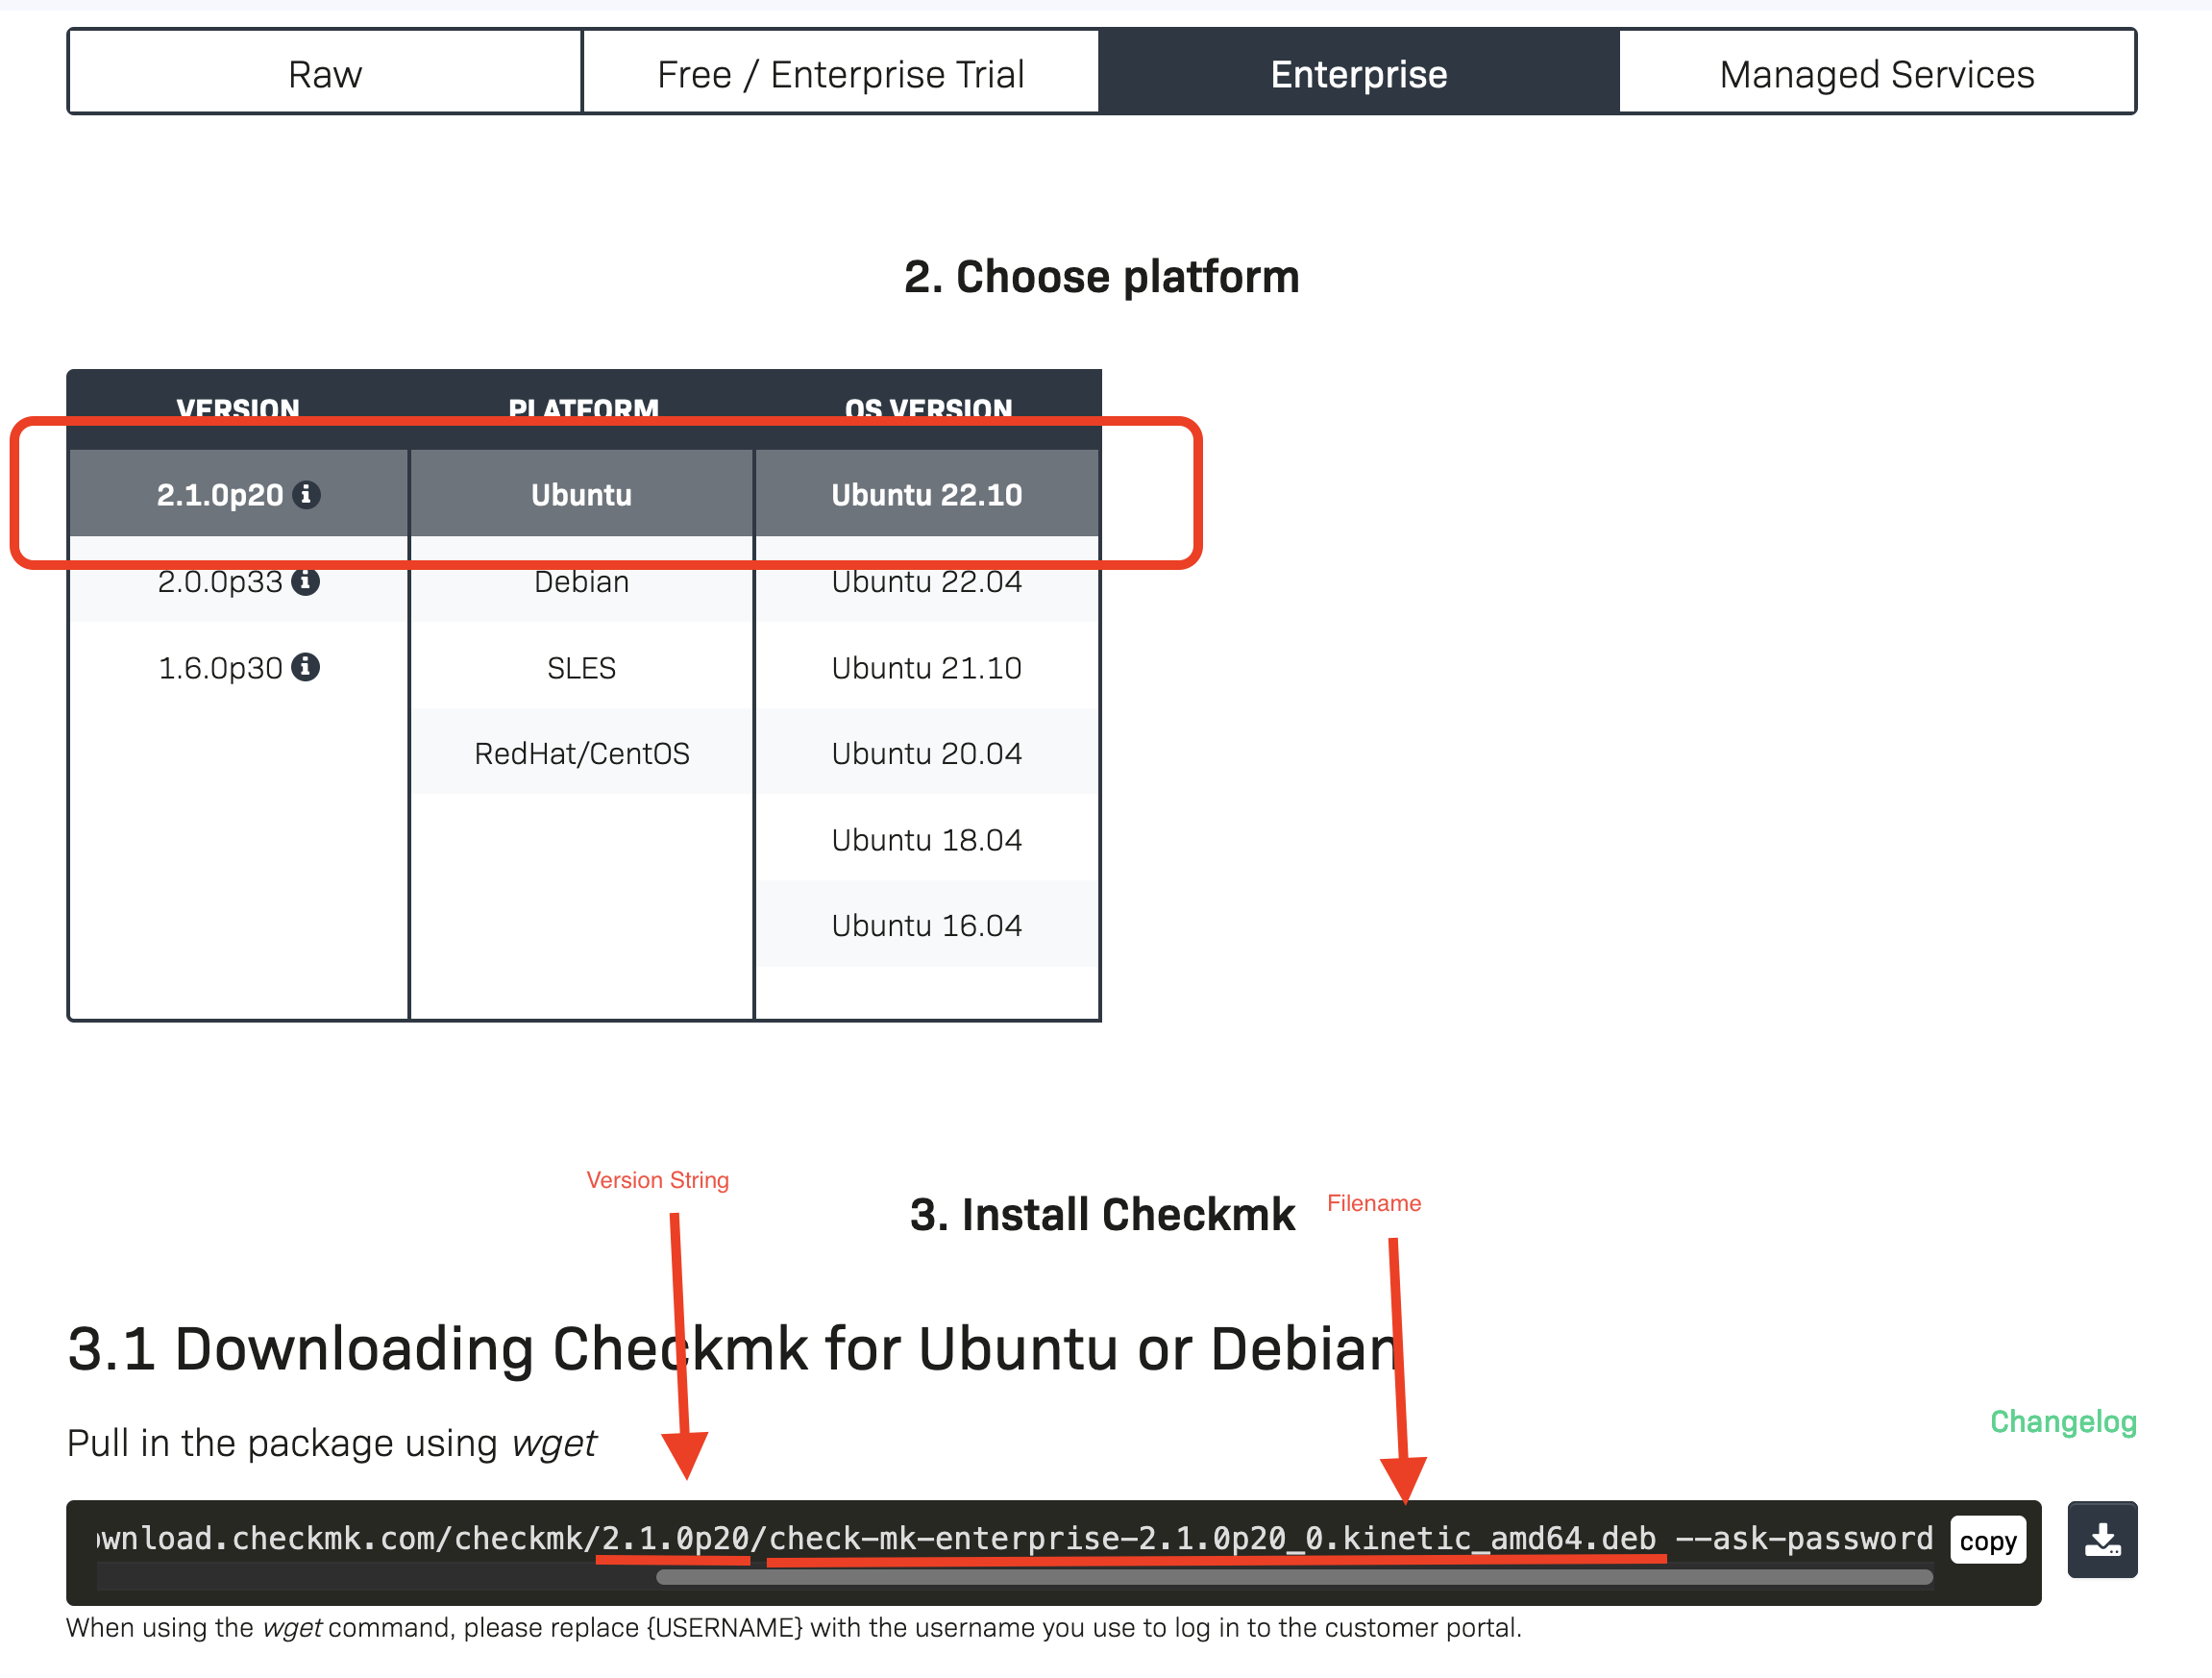 Raw Free / Enterprise Trial Enterprise Managed Services
2. Choose platform
VERSION PLATFORM OS VERSION
2.1.0p20 Ubuntu Ubuntu 22.10
2.0.0p33 Debian Ubuntu 22.04
1.6.0p30 SLES Ubuntu 21.10
RedHat/CentOS Ubuntu 20.04
Ubuntu 18.04
Ubuntu 16.04
Version String
3. Install Checkmk
Filename
3.1 Downloading Checkmk for Ubuntu or Debian
Changelog
Pull in the package using wget
ownload.checkmk.com/checkmk/2.1.0p20/check-mk-enterprise-2.1.0p20_0.kinetic_amd64.deb --ask-password copy
When using the wget command, please replace {USERNAME} with the username you use to log in to the customer portal.